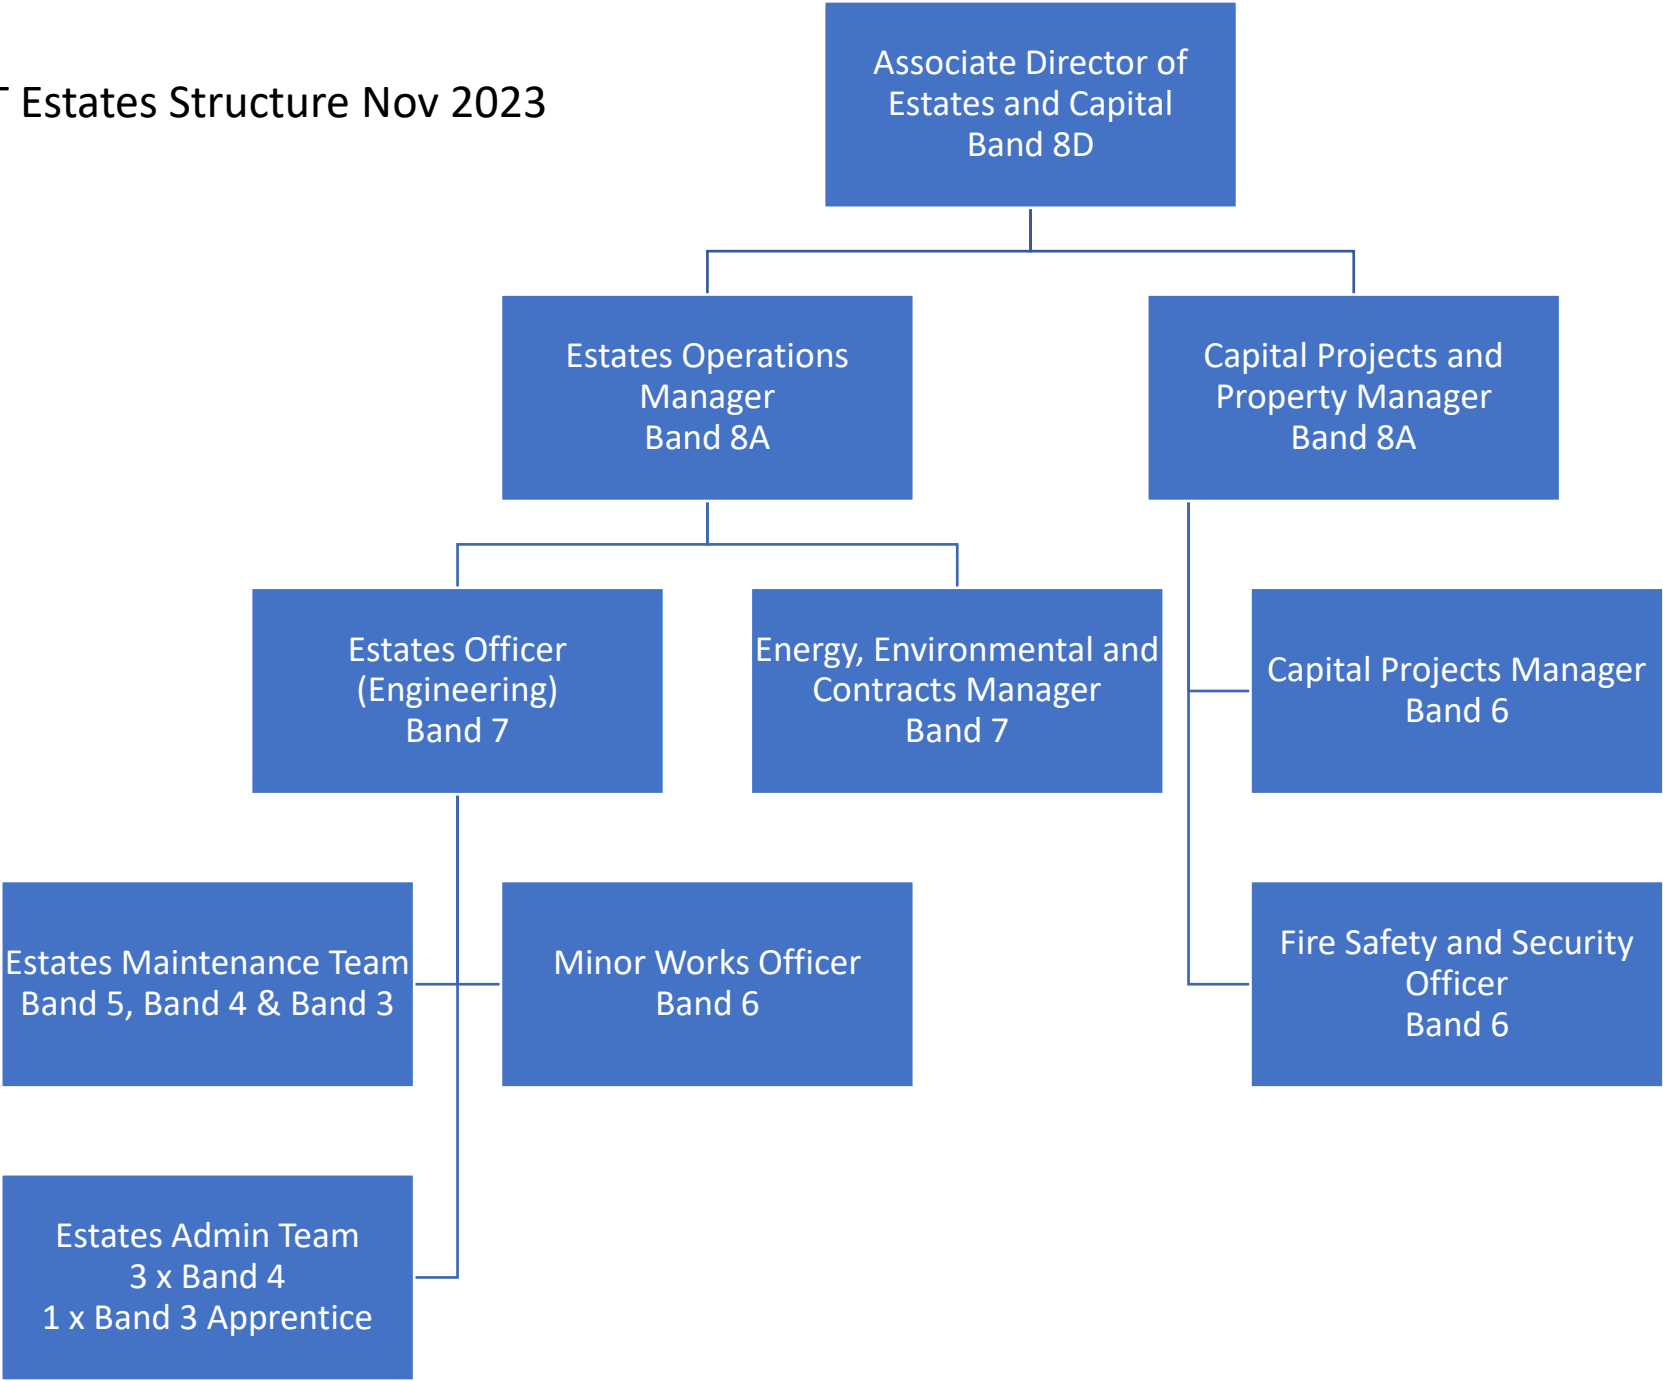 Estates Structure Nov 2023
Associate Director of
Estates and Capital
Band 8D
Estates Operations
Manager
Band 8A
Capital Projects and
Property Manager
Band 8A
Estates Officer
(Engineering)
Band 7
Energy, Environmental and
Contracts Manager
Band 7
Capital Projects Manager
Band 6
Estates Maintenance Team
Band 5, Band 4 & Band 3
Minor Works Officer
Band 6
Fire Safety and Security
Officer
Band 6
Estates Admin Team
3 x Band 4
1 x Band 3 Apprentice